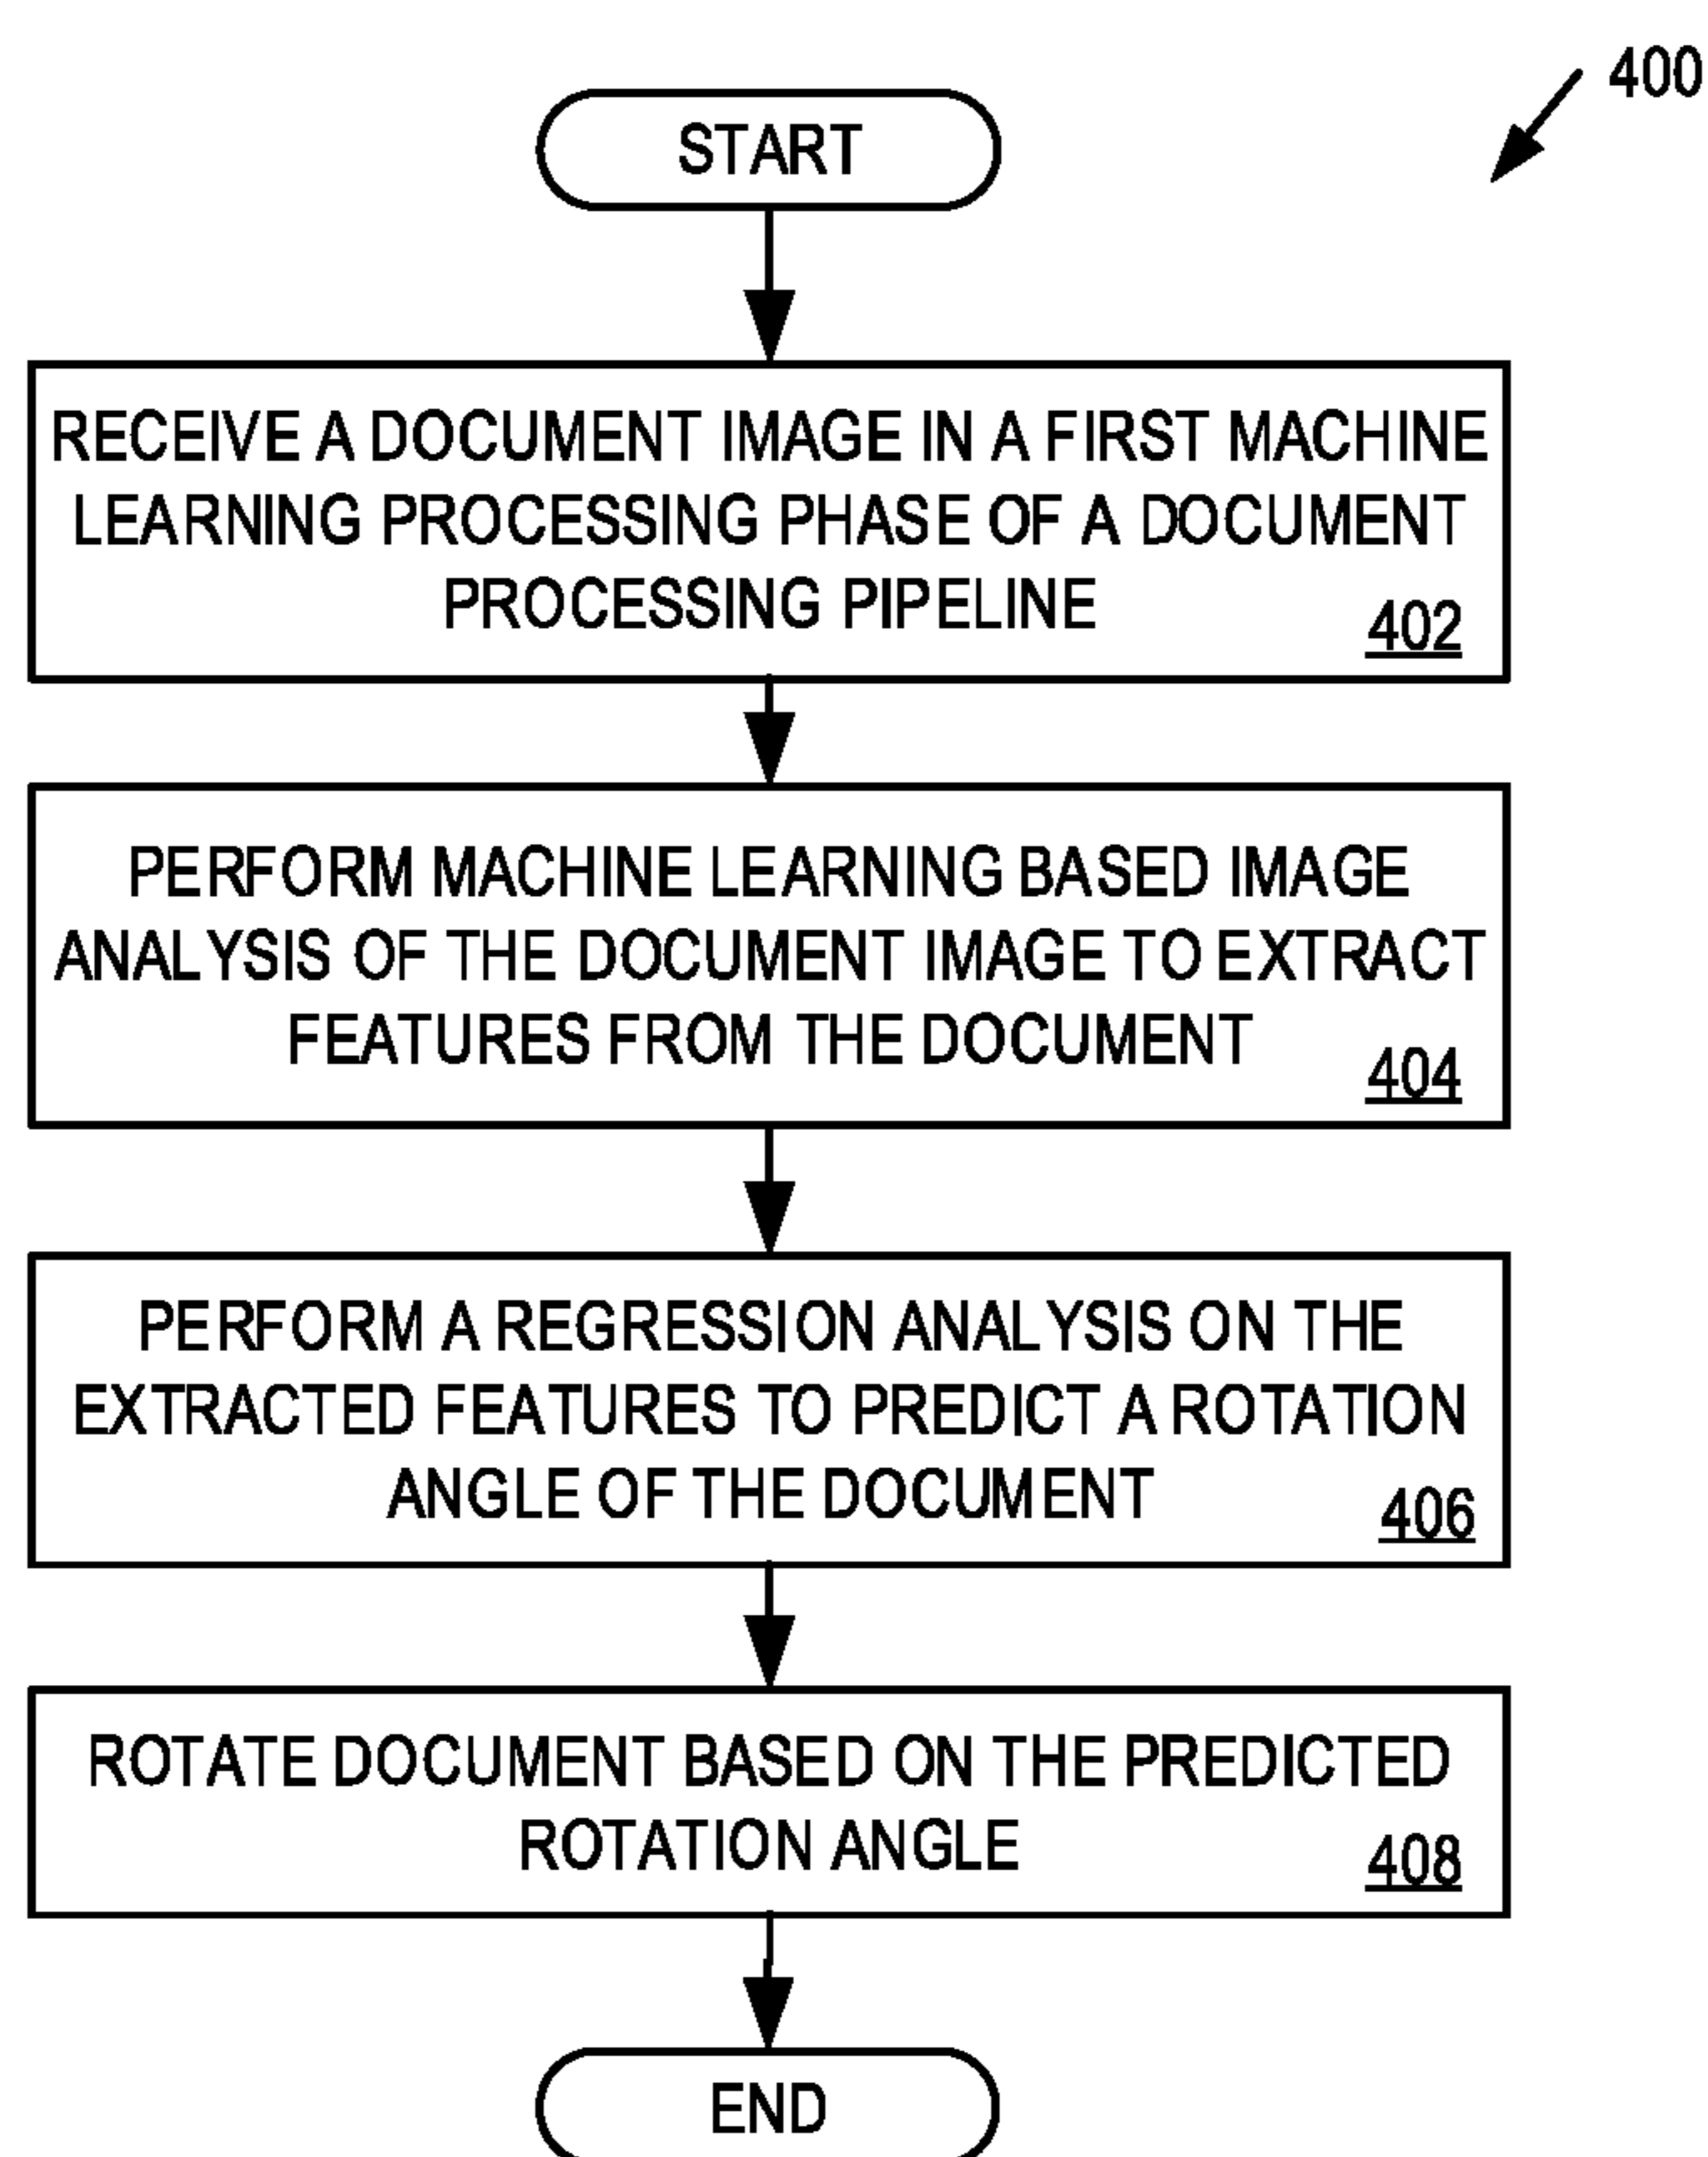 400
START
RECEIVE A DOCUMENT IMAGE IN A FIRST MACHINE
LEARNING PROCESSING PHASE OF A DOCUMENT
PROCESSING PIPELINE
402
PERFORM MACHINE LEARNING BASED IMAGE
ANALYSIS OF THE DOCUMENT IMAGE TO EXTRACT
FEATURES FROM THE DOCUMENT
404
PERFORM A REGRESSION ANALYSIS ON THE
EXTRACTED FEATURES TO PREDICT A ROTATION
ANGLE OF THE DOCUMENT
406
ROTATE DOCUMENT BASED ON THE PREDICTED
ROTATION ANGLE
408
END